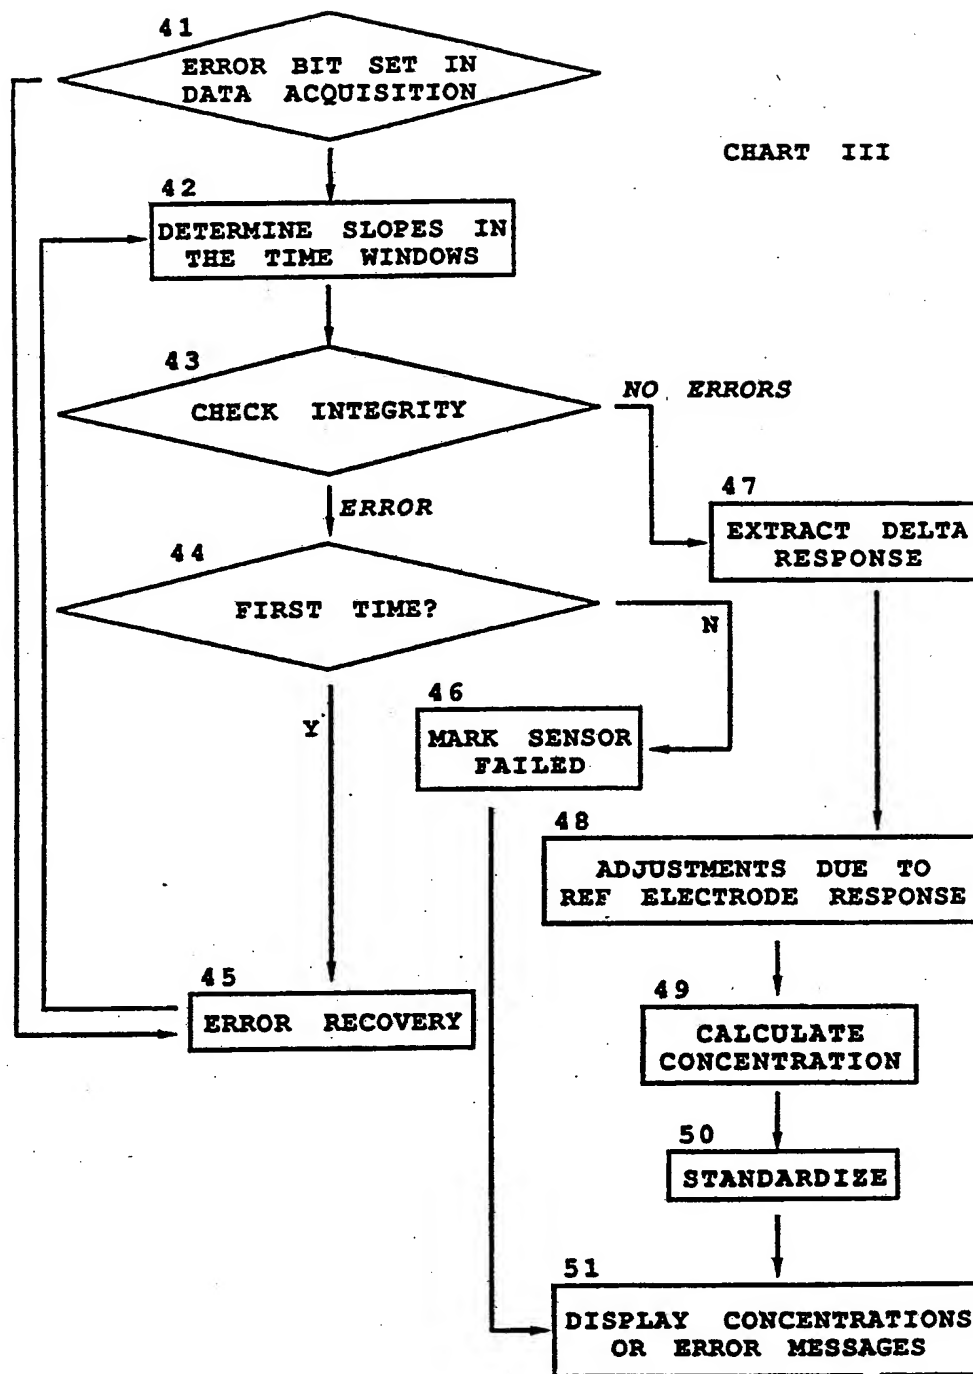 41
ERROR BIT SET IN
DATA ACQUISITION
CHART III
42
DETERMINE SLOPES IN
THE TIME WINDOWS
43
CHECK INTEGRITY
NO ERRORS
ERROR
47
EXTRACT DELTA
RESPONSE
44
FIRST TIME?
N
Y
46
MARK SENSOR
FAILED
48
ADJUSTMENTS DUE TO
REF ELECTRODE RESPONSE
45
ERROR RECOVERY
49
CALCULATE
CONCENTRATION
50
STANDARDIZE
51
DISPLAY CONCENTRATIONS
OR ERROR MESSAGES